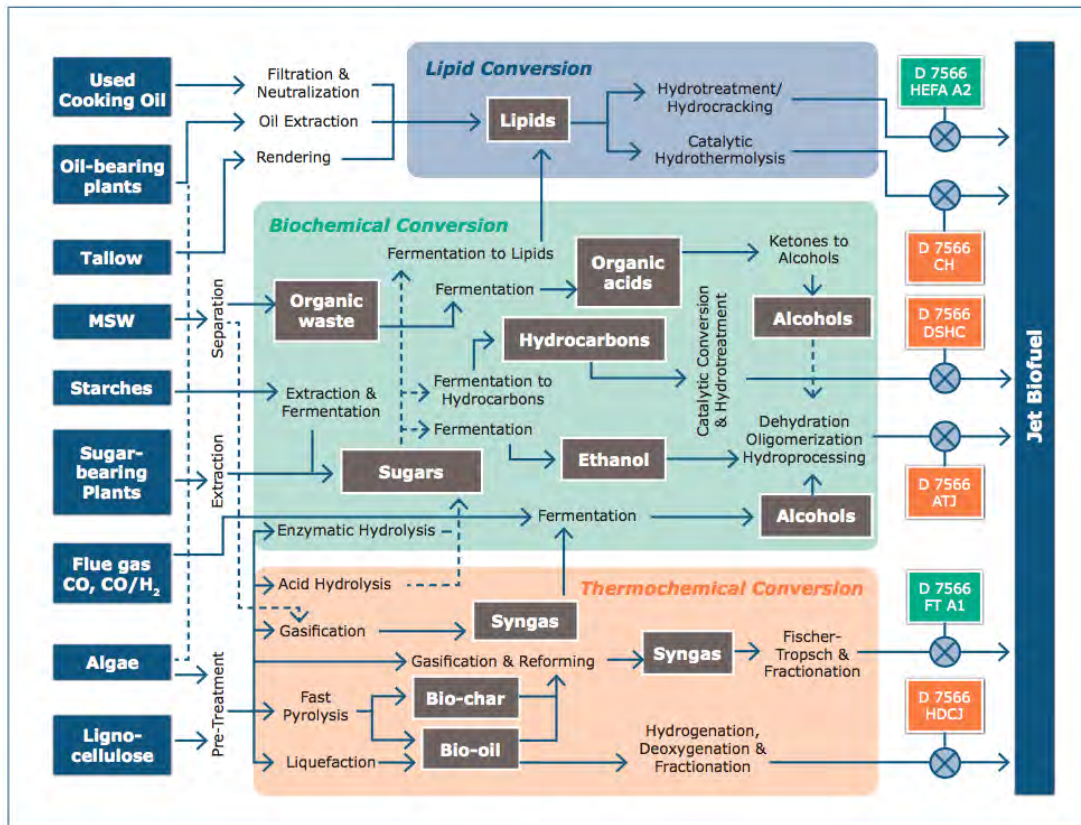 Used
Cooking Oil
Oil-bearing
plants
Tallow
MSW
Starches
Sugar-
bearing
Plants
Flue gas
CO, CO/H₂
Algae
Ligno-
cellulose
Filtration &
Neutralization
Oil Extraction
Rendering
Separation
Extraction
Pre-Treatment
Lipid Conversion
Lipids
Hydrotreatment/
Hydrocracking
Catalytic
Hydrothermolysis
Biochemical Conversion
Fermentation to Lipids
Organic
waste
Fermentation
Organic
acids
Ketones to
Alcohols
Alcohols
Hydrocarbons
Extraction &
Fermentation
Fermentation to
Hydrocarbons
Catalytic Conversion
& Hydrotreatment
Fermentation
Sugars
Ethanol
Dehydration
Oligomerization
Hydroprocessing
Enzymatic Hydrolysis
Fermentation
Alcohols
Thermochemical Conversion
Acid Hydrolysis
Gasification
Syngas
Gasification & Reforming
Syngas
Fischer-
Tropsch &
Fractionation
Fast
Pyrolysis
Bio-char
Bio-oil
Liquefaction
Hydrogenation,
Deoxygenation &
Fractionation
D 7566
HEFA A2
D 7566
CH
D 7566
DSHC
D 7566
ATJ
D 7566
FT A1
D 7566
HDCJ
Jet Biofuel